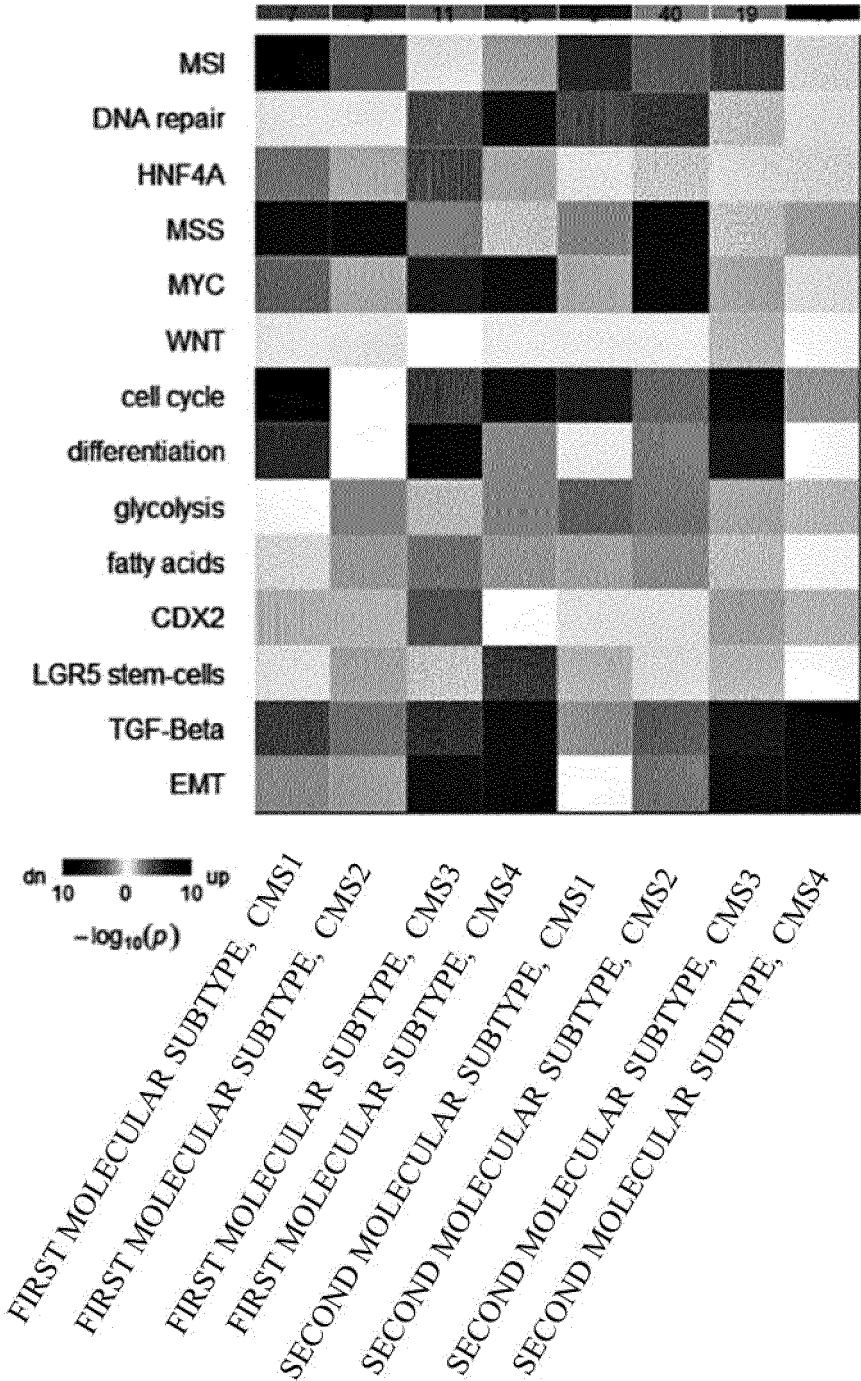 7 11 40 19
MSI
DNA repair
HNF4A
MSS
MYC
WNT
cell cycle
differentiation
glycolysis
fatty acids
CDX2
LGR5 stem-cells
TGF-Beta
EMT
dn up
10 0 10
−log10(p)
FIRST MOLECULAR SUBTYPE, CMS1
FIRST MOLECULAR SUBTYPE, CMS2
FIRST MOLECULAR SUBTYPE, CMS3
FIRST MOLECULAR SUBTYPE, CMS4
SECOND MOLECULAR SUBTYPE, CMS1
SECOND MOLECULAR SUBTYPE, CMS2
SECOND MOLECULAR SUBTYPE, CMS3
SECOND MOLECULAR SUBTYPE, CMS4